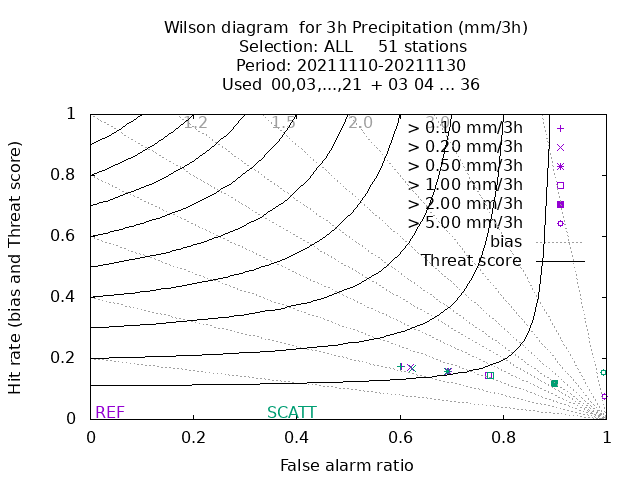 Wilson diagram for 3h Precipitation (mm/3h)
Selection: ALL 51 stations
Period: 20211110-20211130
Used 00,03,...,21 + 03 04 ... 36
Hit rate (bias and Threat score)
1
0.8
0.6
0.4
0.2
0
1.2 1.5 2.0 3.0
> 0.10 mm/3h
> 0.20 mm/3h
> 0.50 mm/3h
> 1.00 mm/3h
> 2.00 mm/3h
> 5.00 mm/3h
bias
Threat score
REF SCATT
0 0.2 0.4 0.6 0.8 1
False alarm ratio